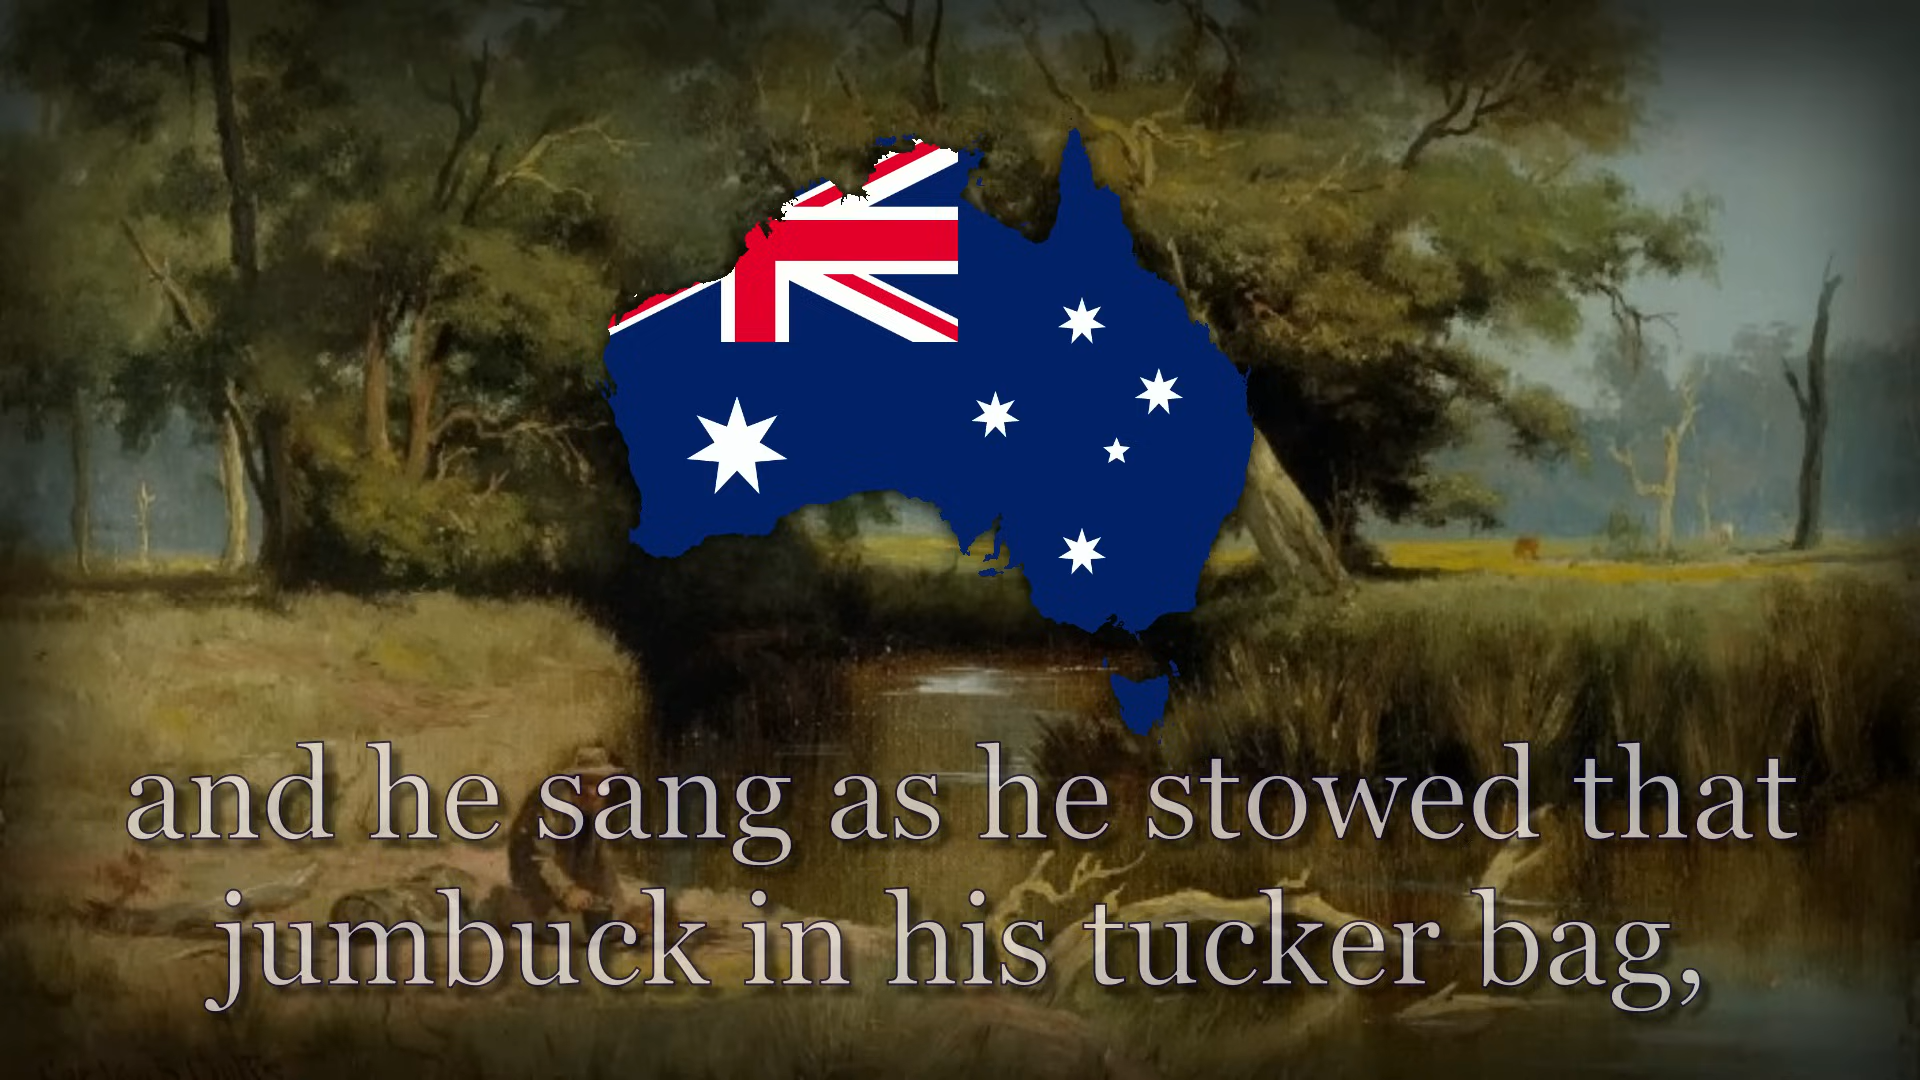 and he sang as he stowed that
jumbuck in his tucker bag,